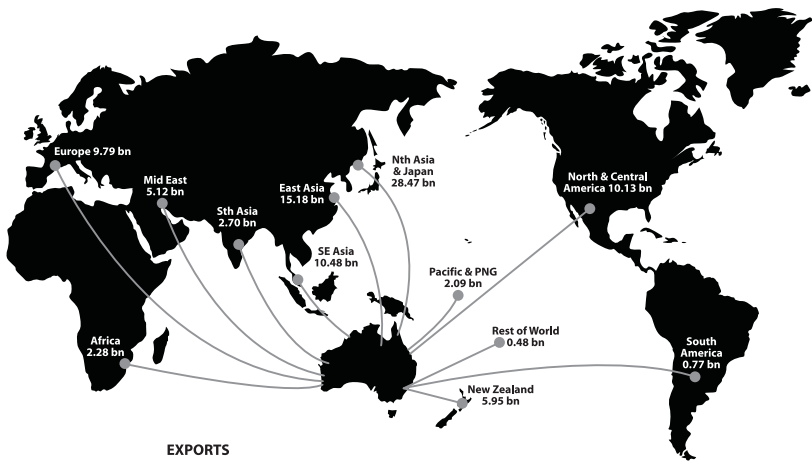 Europe 9.79 bn
Mid East
5.12 bn
Sth Asia
2.70 bn
East Asia
15.18 bn
Nth Asia
& Japan
28.47 bn
SE Asia
10.48 bn
North & Central
America 10.13 bn
Pacific & PNG
2.09 bn
Rest of World
0.48 bn
Africa
2.28 bn
South
America
0.77 bn
New Zealand
5.95 bn
EXPORTS